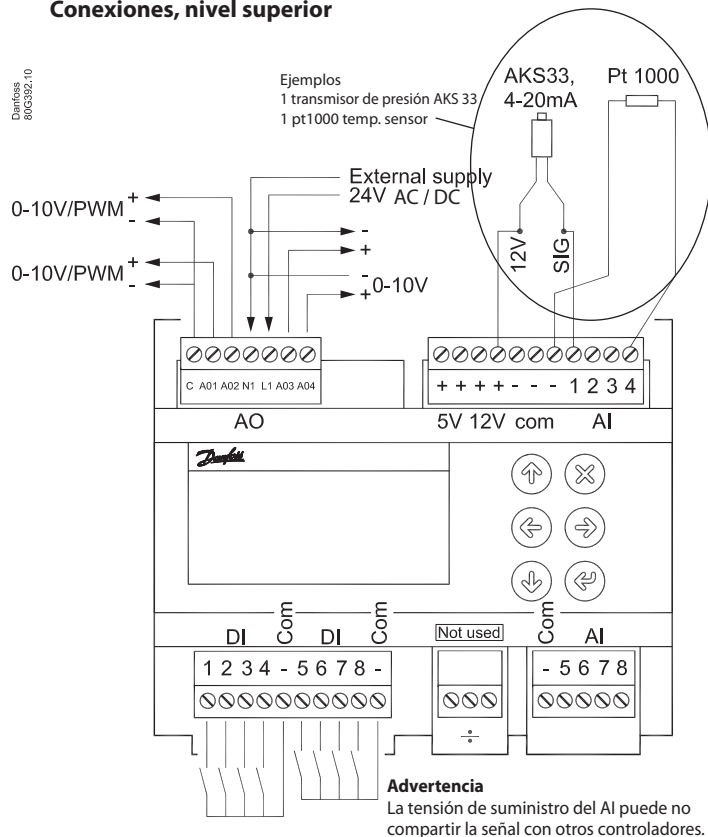 Conexiones, nivel superior
Danfoss
80G392.10
Ejemplos
1 transmisor de presión AKS 33
1 pt1000 temp. sensor
AKS33,
4-20mA
Pt 1000
External supply
24V AC / DC
0-10V/PWM + -
0-10V/PWM + -
- +
- + 0-10V
12V
SIG
C A01 A02 N1 L1 A03 A04
+ + + + - - - 1 2 3 4
AO
5V 12V com AI
Danfoss
DI Com DI Com
Not used
Com AI
1 2 3 4 - 5 6 7 8 -
- 5 6 7 8
÷
Advertencia
La tensión de suministro del AI puede no
compartir la señal con otros controladores.